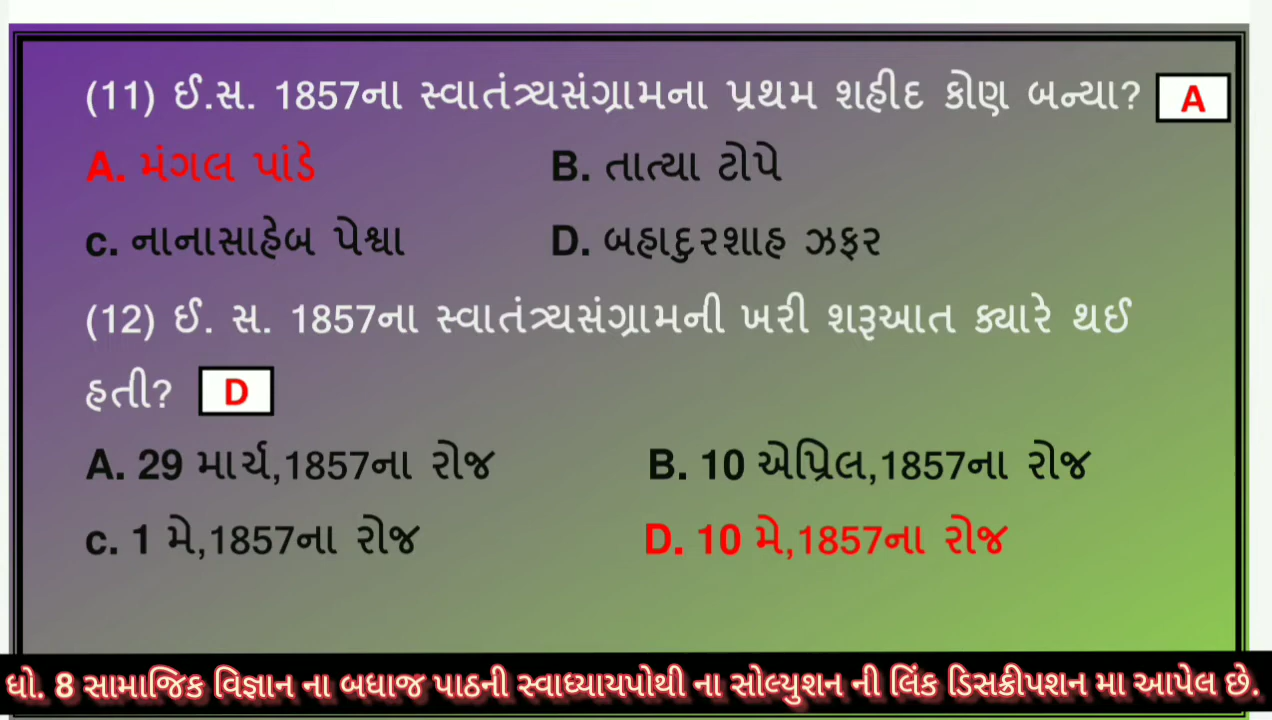 (11) ઈ.સ. 1857ના સ્વાતંત્ર્યસંગ્રામના પ્રથમ શહીદ કોણ બન્યા? A
A. મંગલ પાંડે B. તાત્યા ટોપે
c. નાનાસાહેબ પેશ્વા D. બહાદુરશાહ ઝફર
(12) ઈ. સ. 1857ના સ્વાતંત્ર્યસંગ્રામની ખરી શરૂઆત ક્યારે થઈ
હતી? D
A. 29 માર્ચ,1857ના રોજ B. 10 એપ્રિલ,1857ના રોજ
c. 1 મે,1857ના રોજ D. 10 મે,1857ના રોજ
ધો. 8 સામાજિક વિજ્ઞાન ના બધાજ પાઠની સ્વાધ્યાયપોથી ના સોલ્યુશન ની લિંક ડિસક્રીપશન મા આપેલ છે.